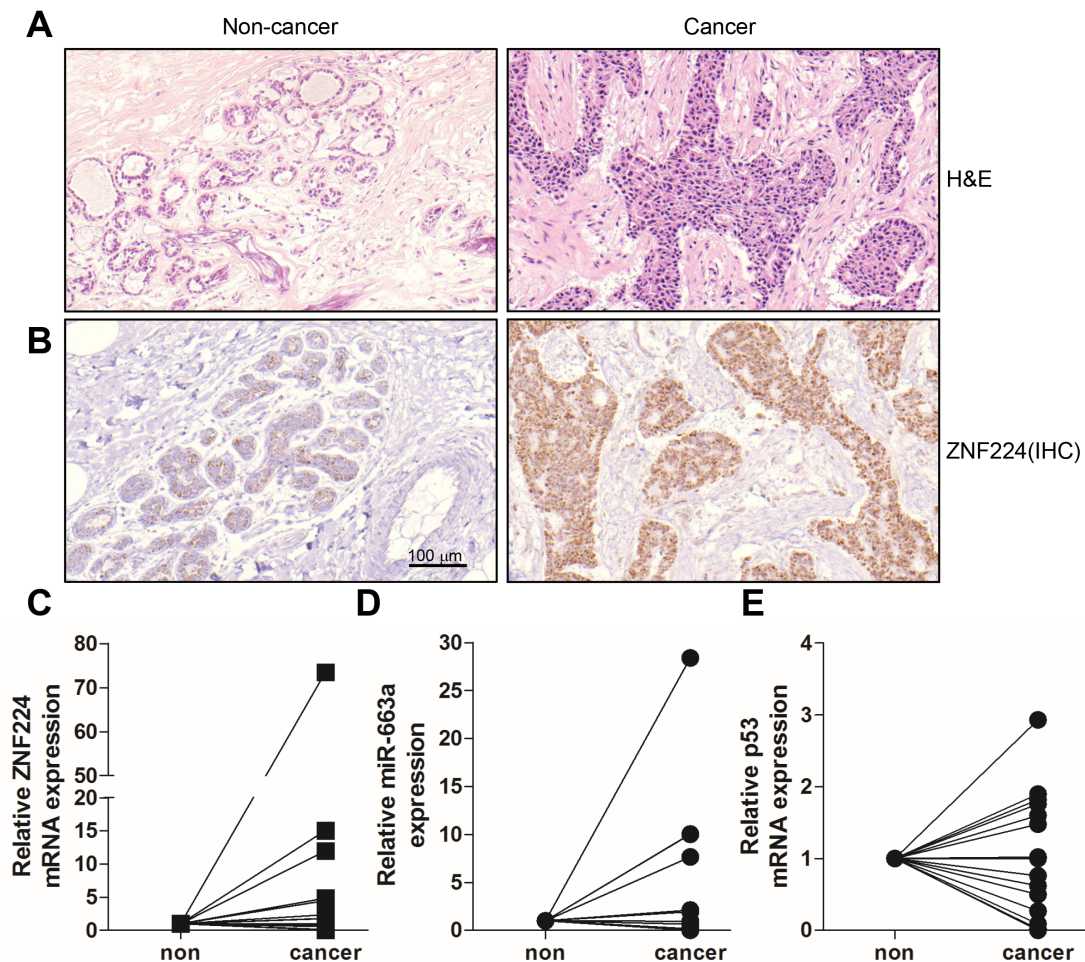 A
Non-cancer
Cancer
H&E
B
ZNF224(IHC)
100 μm
C
D
E
Relative ZNF224
mRNA expression
80
70
60
50
20
15
10
5
0
non
cancer
Relative miR-663a
expression
30
25
20
15
10
5
0
non
cancer
Relative p53
mRNA expression
4
3
2
1
0
non
cancer